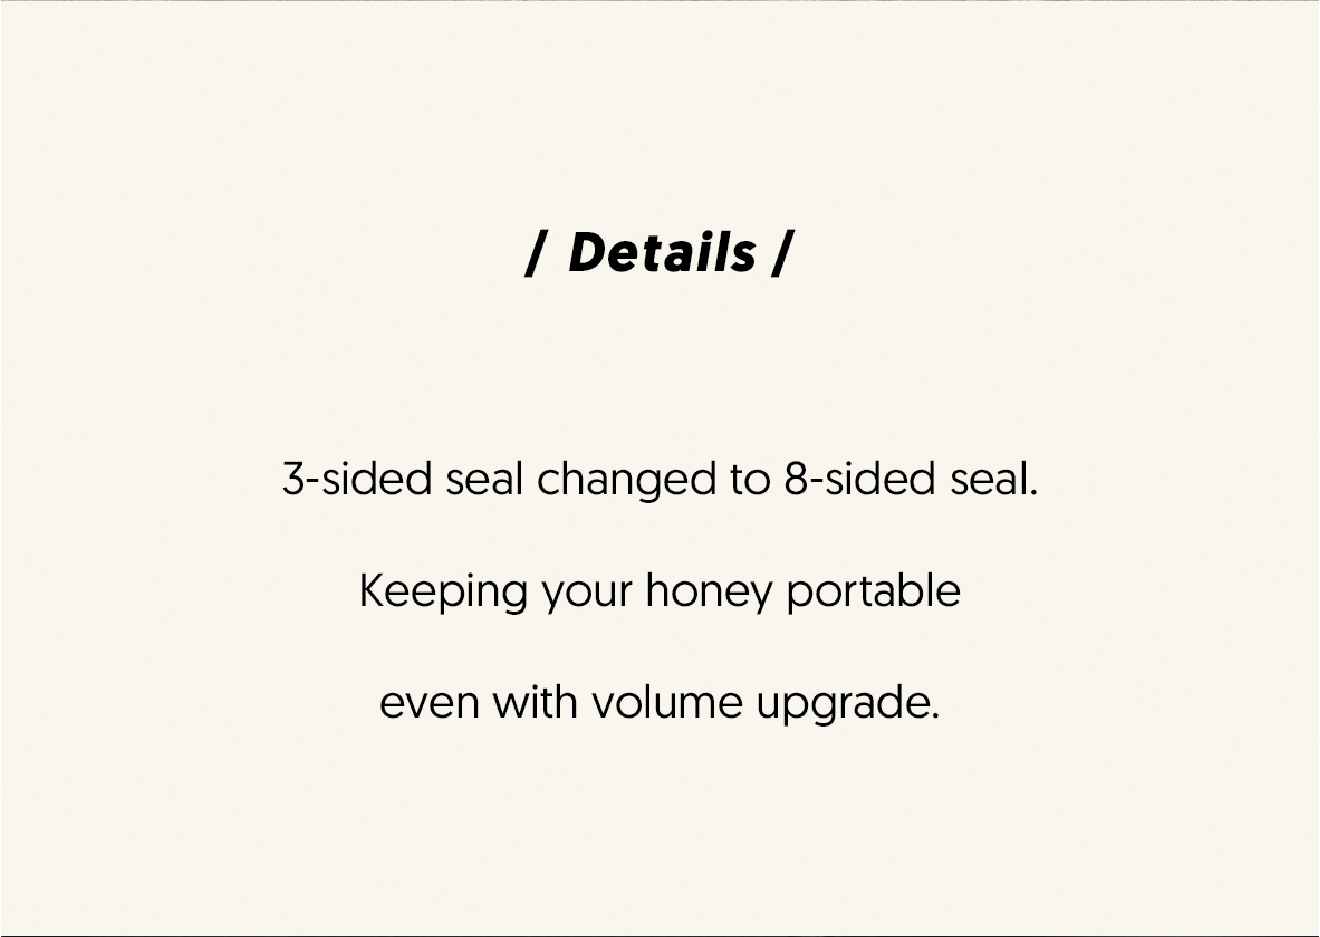 / Details /
3-sided seal changed to 8-sided seal.
Keeping your honey portable
even with volume upgrade.